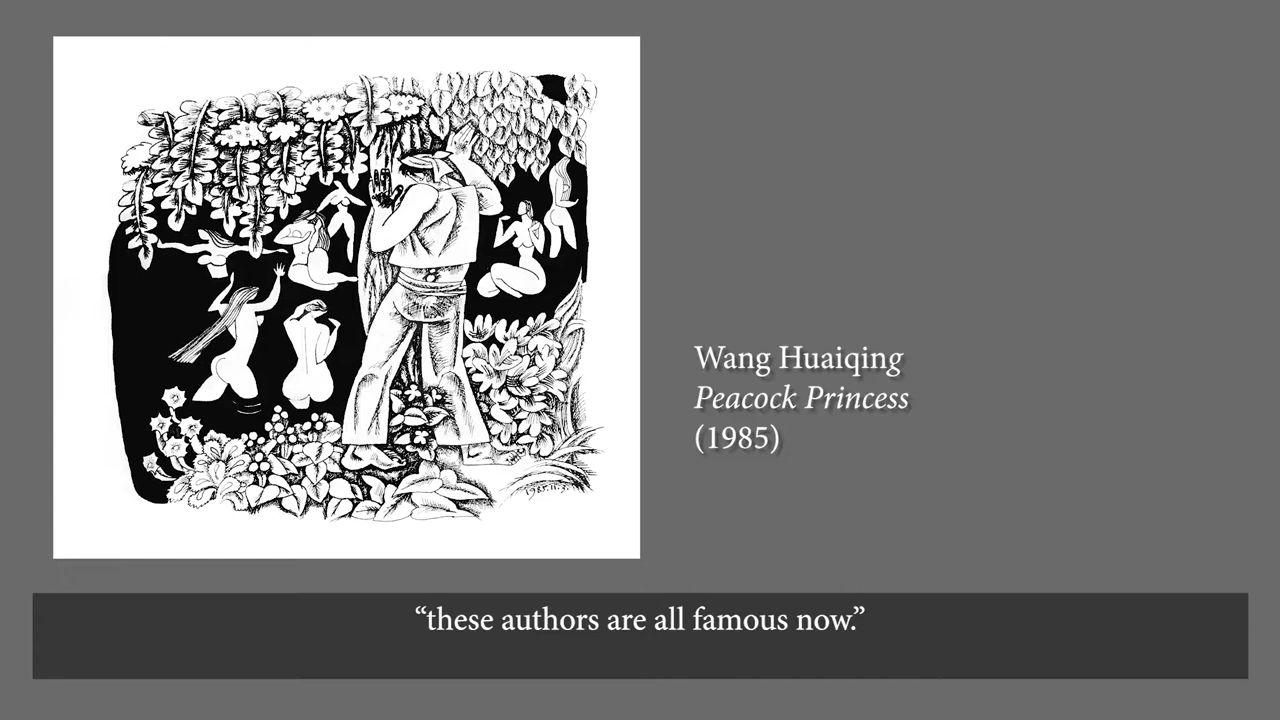 Wang Huaiqing
Peacock Princess
(1985)
“these authors are all famous now.”